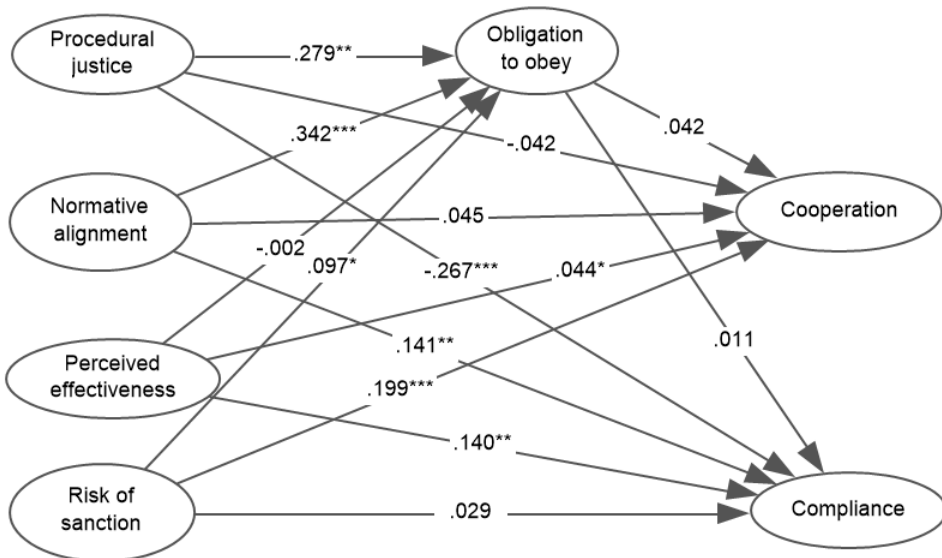 Procedural
justice
Obligation
to obey
.279**
.042
.342***
-.042
Normative
alignment
.045
Cooperation
-.002
.097*
-.267***
.044*
.011
.141**
Perceived
effectiveness
.199***
.140**
Risk of
sanction
.029
Compliance